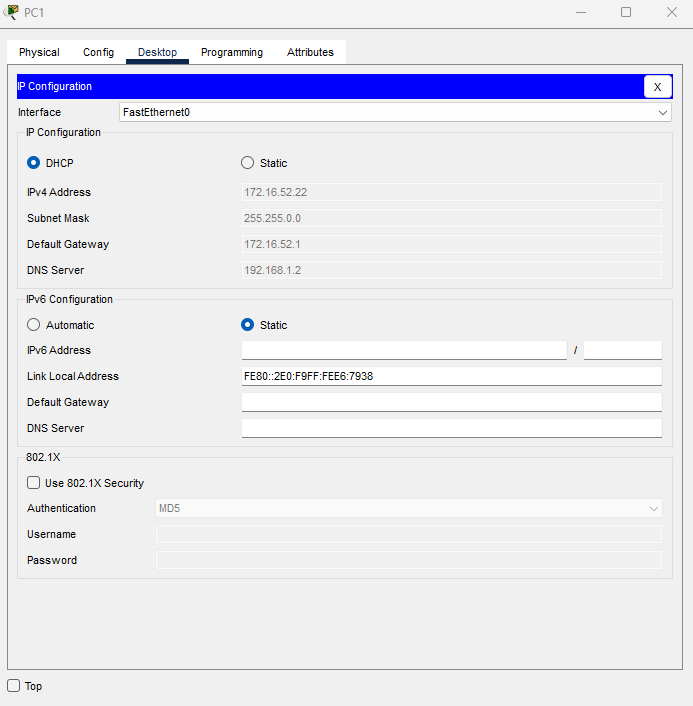 PC1
Physical Config Desktop Programming Attributes
IP Configuration X
Interface FastEthernet0
IP Configuration
DHCP Static
IPv4 Address 172.16.52.22
Subnet Mask 255.255.0.0
Default Gateway 172.16.52.1
DNS Server 192.168.1.2
IPv6 Configuration
Automatic Static
IPv6 Address /
Link Local Address FE80::2E0:F9FF:FEE6:7938
Default Gateway
DNS Server
802.1X
Use 802.1X Security
Authentication MD5
Username
Password
Top